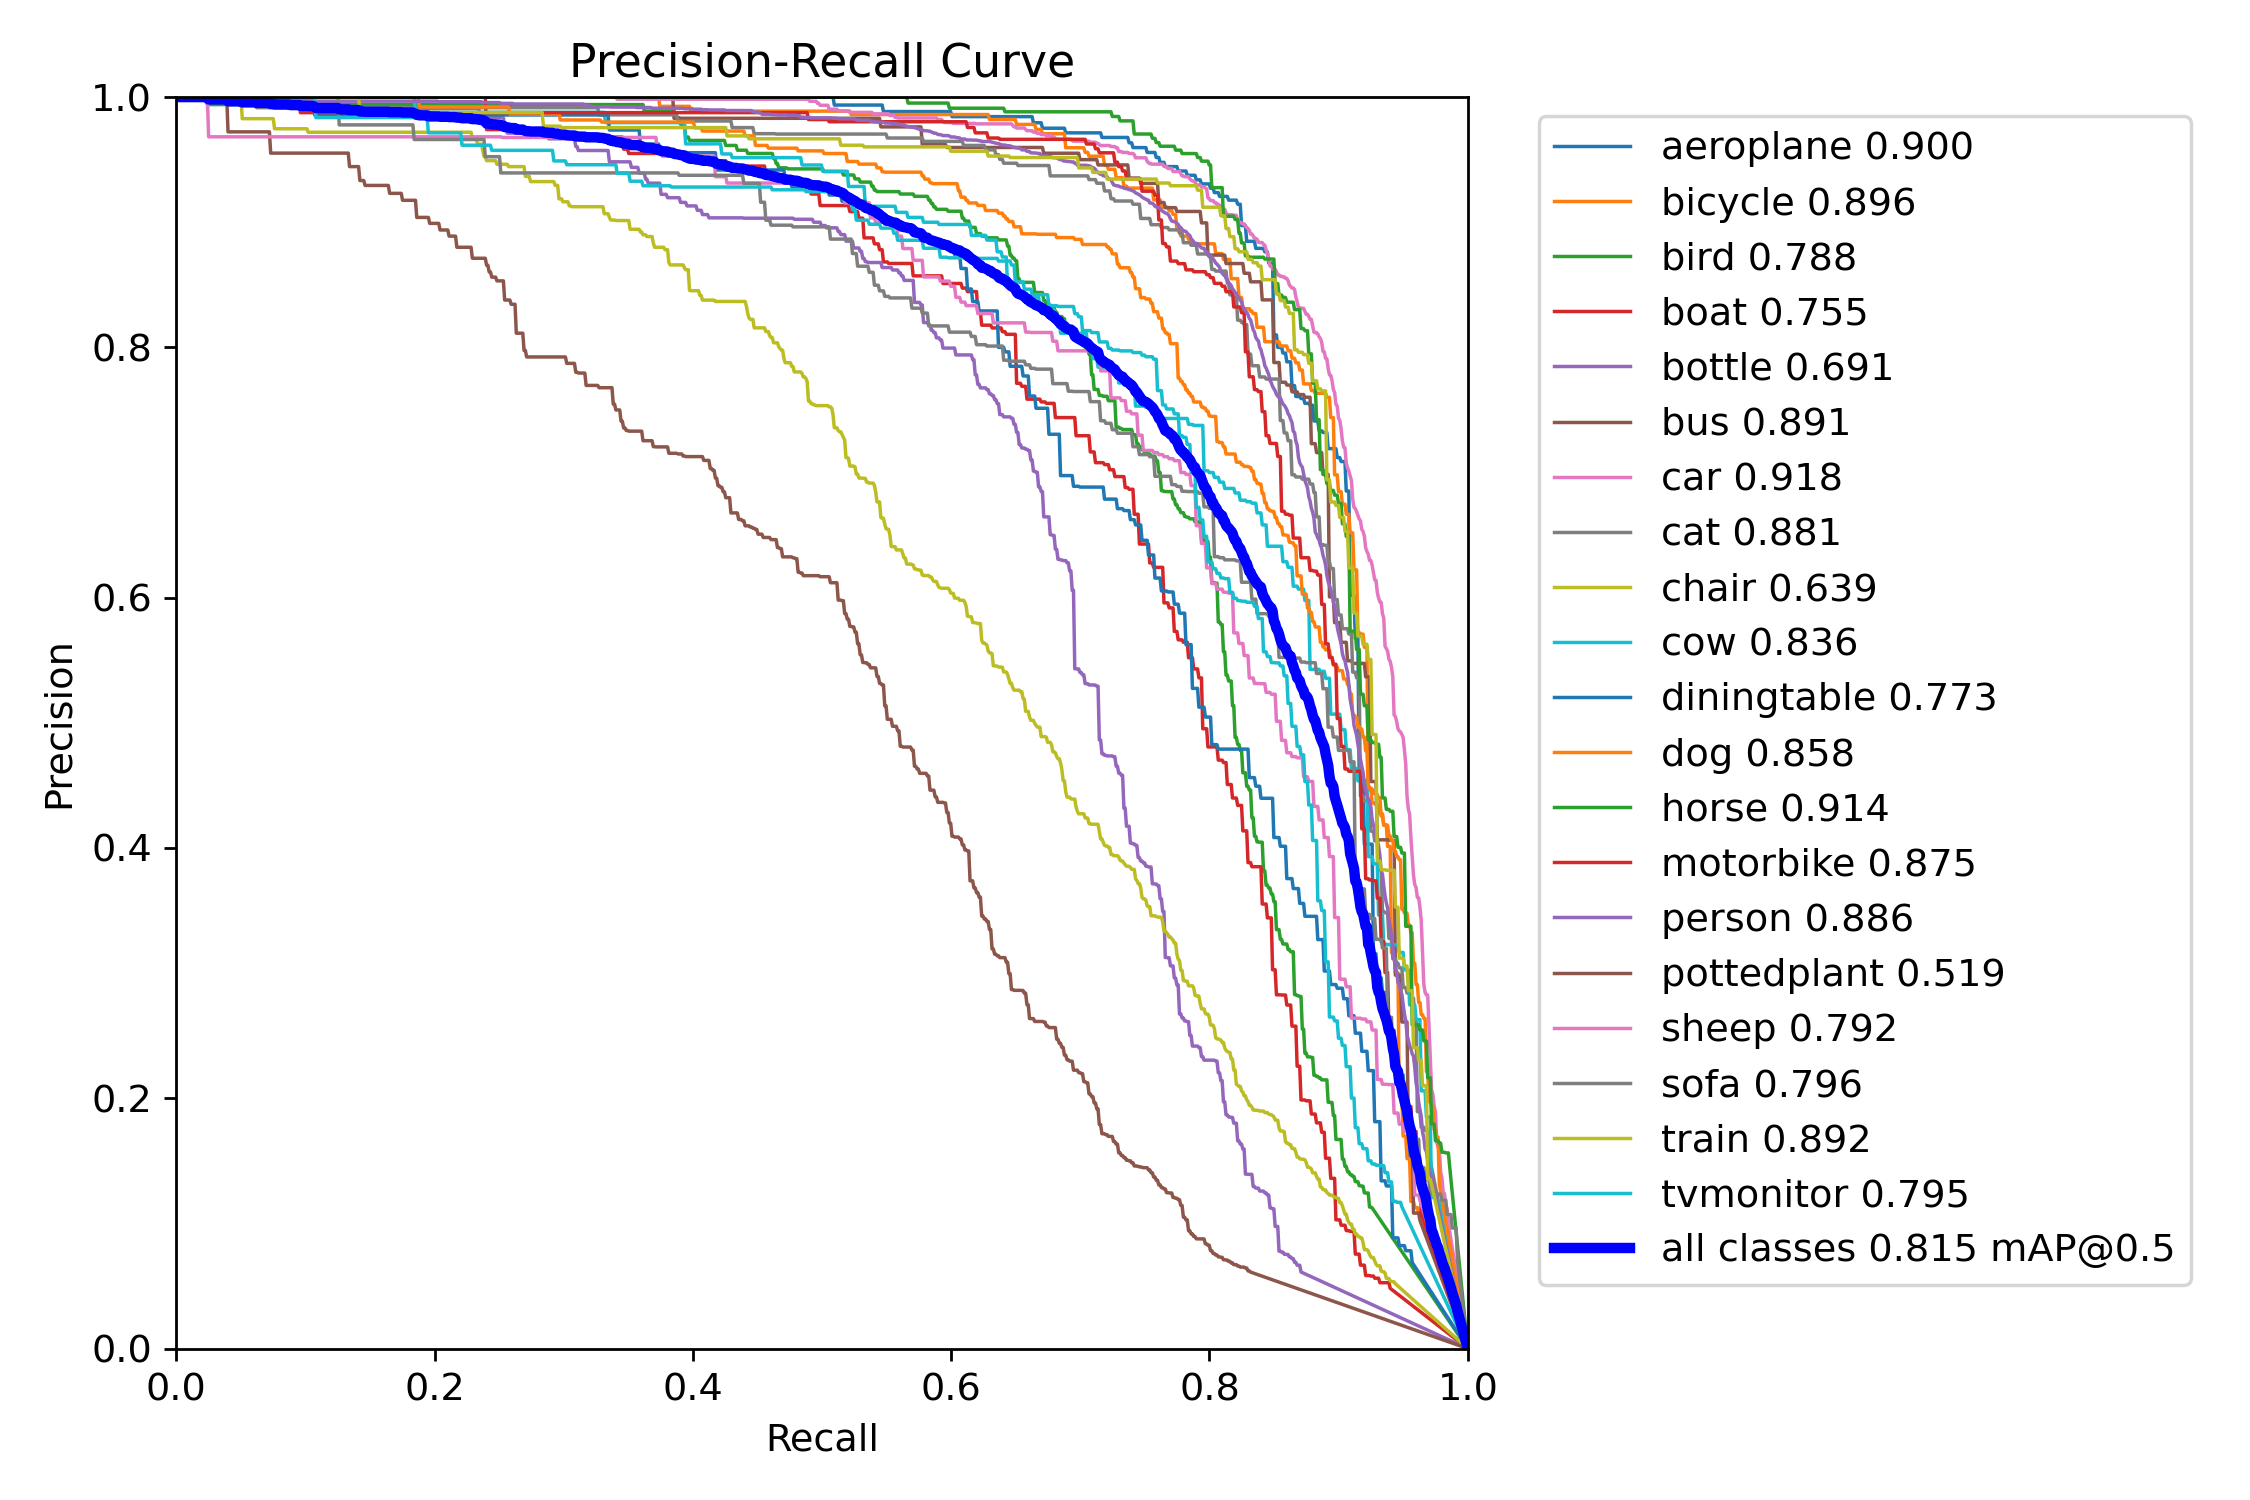 Precision-Recall Curve
1.0
0.8
0.6
0.4
0.2
0.0
Precision
0.0 0.2 0.4 0.6 0.8 1.0
Recall
aeroplane 0.900
bicycle 0.896
bird 0.788
boat 0.755
bottle 0.691
bus 0.891
car 0.918
cat 0.881
chair 0.639
cow 0.836
diningtable 0.773
dog 0.858
horse 0.914
motorbike 0.875
person 0.886
pottedplant 0.519
sheep 0.792
sofa 0.796
train 0.892
tvmonitor 0.795
all classes 0.815 mAP@0.5